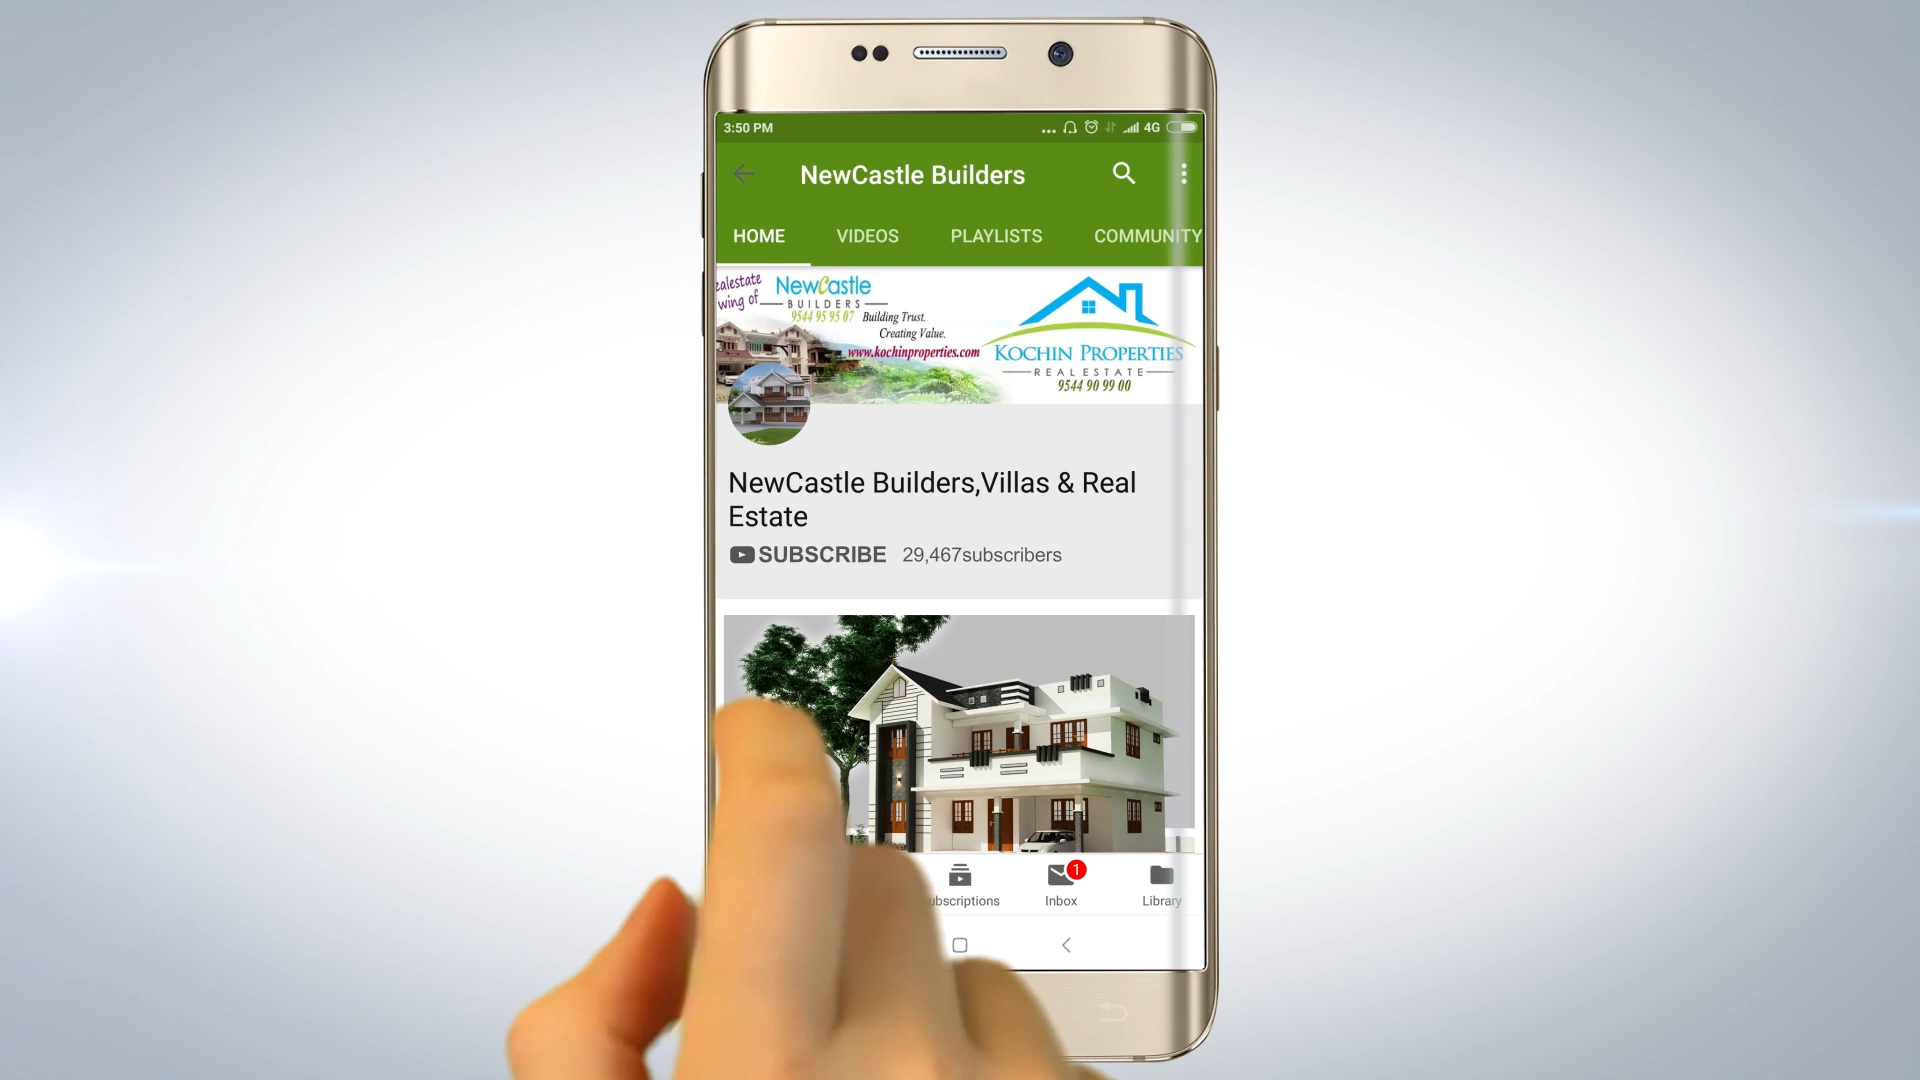 3:50 PM
4G
NewCastle Builders
HOME VIDEOS PLAYLISTS COMMUNITY
ealestate
wing of
NewCastle
BUILDERS
9544 95 95 07
Building Trust.
Creating Value.
www.kochinproperties.com
KOCHIN PROPERTIES
REALESTATE
9544 90 99 00
NewCastle Builders,Villas & Real
Estate
SUBSCRIBE 29,467subscribers
1
ubscriptions Inbox Library